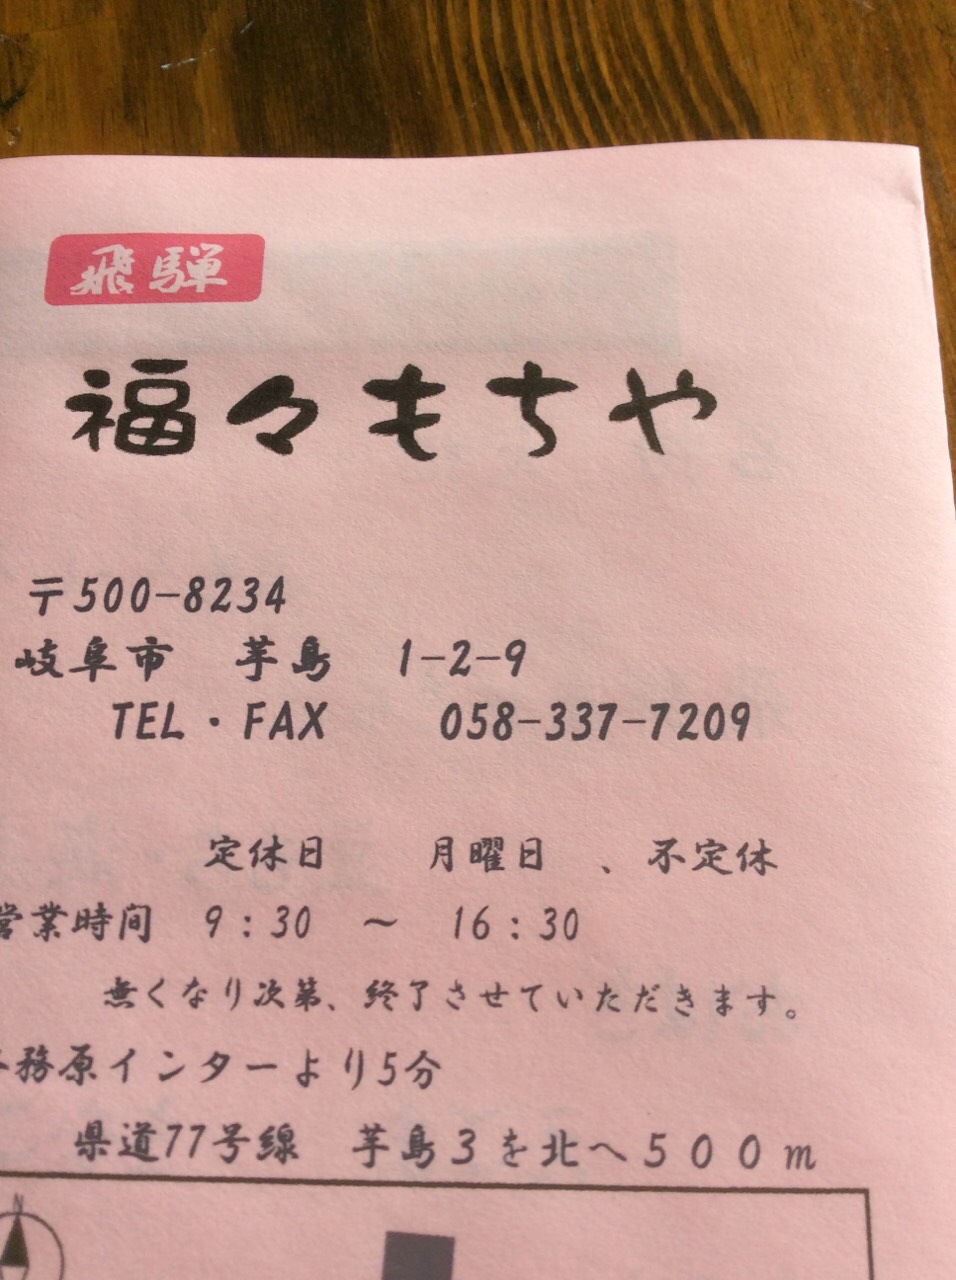 飛騨
福々もちや
〒500-8234
岐阜市 芋島 1-2-9
TEL・FAX 058-337-7209
定休日 月曜日 、不定休
営業時間 9:30 ~ 16:30
無くなり次第、終了させていただきます。
各務原インターより5分
県道77号線 芋島3を北へ500m
N